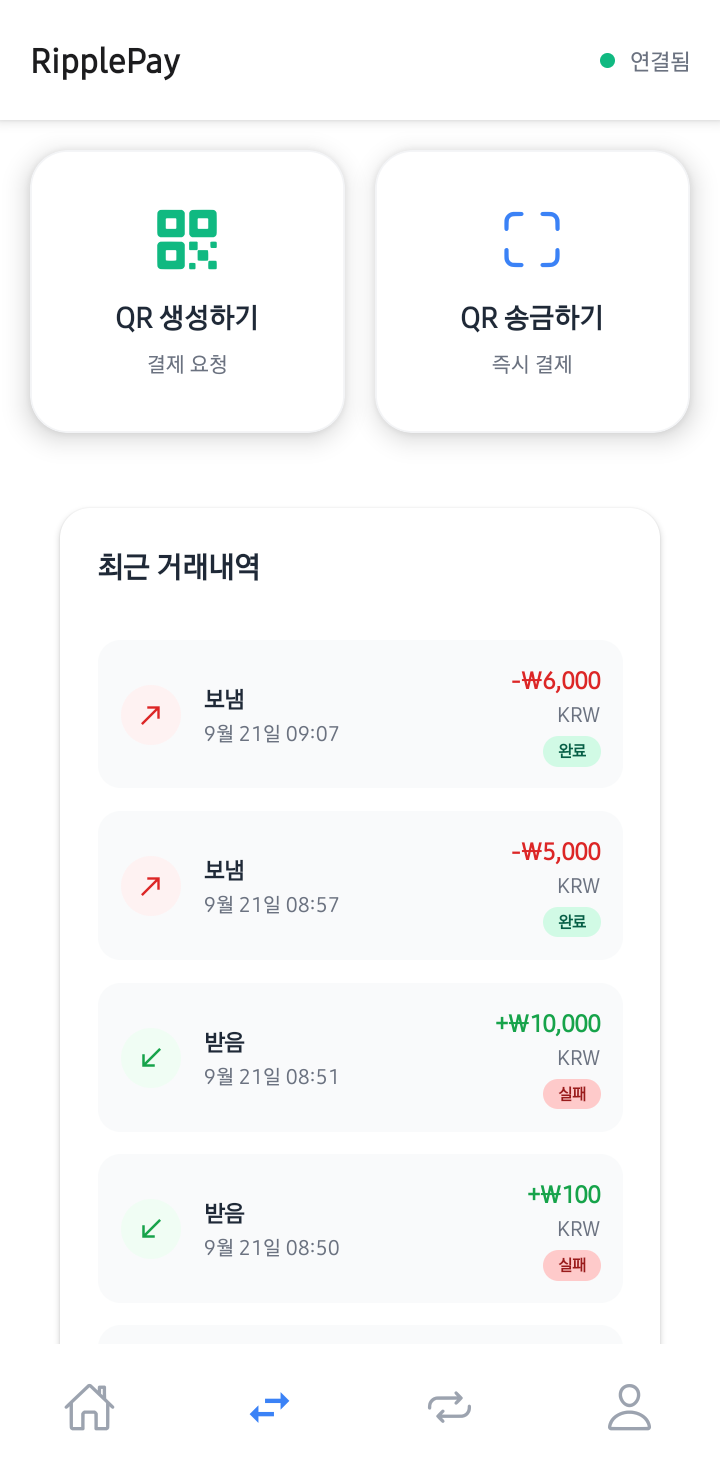 RipplePay
연결됨
QR 생성하기
결제 요청
QR 송금하기
즉시 결제
최근 거래내역
보냄
9월 21일 09:07
-₩6,000
KRW
완료
보냄
9월 21일 08:57
-₩5,000
KRW
완료
받음
9월 21일 08:51
+₩10,000
KRW
실패
받음
9월 21일 08:50
+₩100
KRW
실패